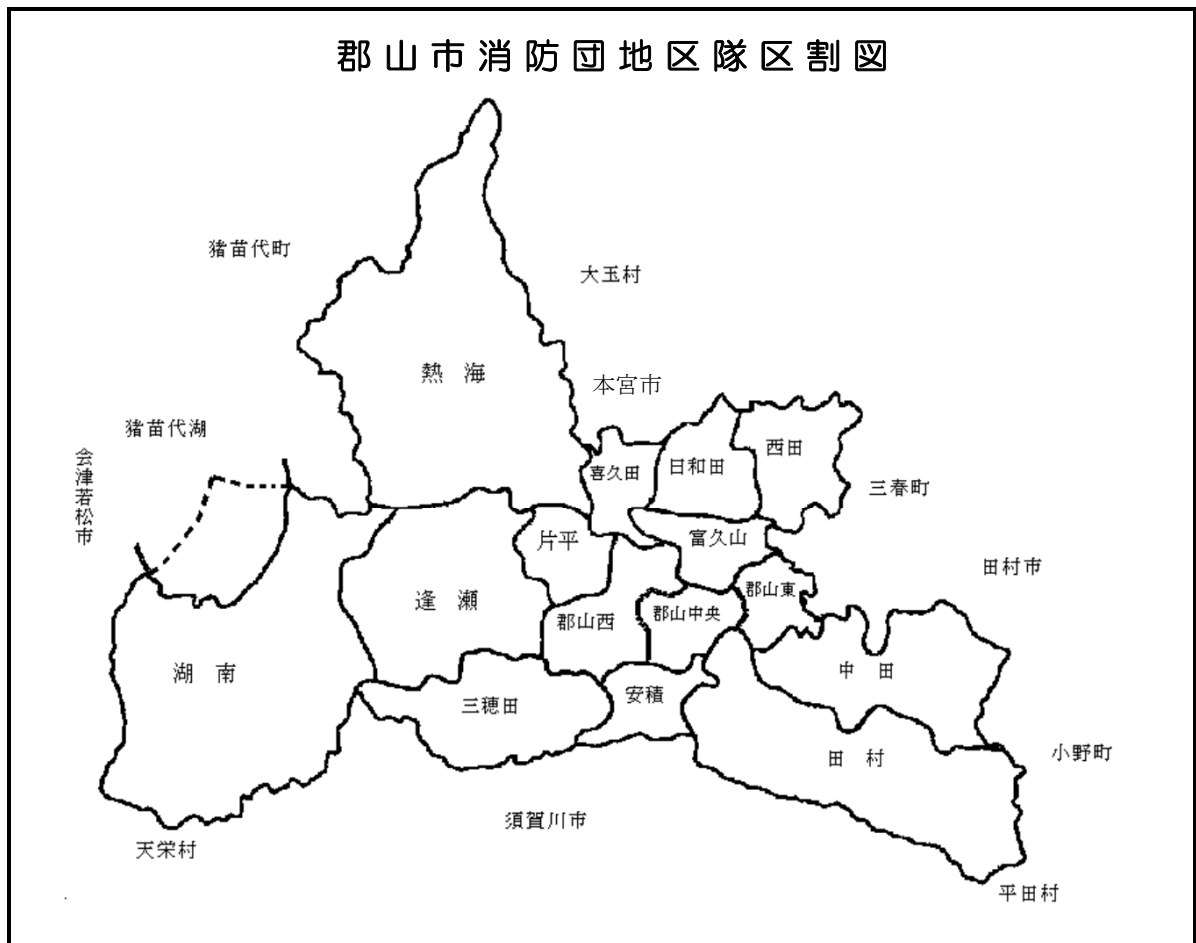 郡山市消防団地区隊区割図
猪苗代町
大玉村
熱海
本宮市
猪苗代湖
会津若松市
喜久田
日和田
西田
三春町
片平
富久山
田村市
逢瀬
郡山西
郡山中央
郡山東
湖南
中田
三穂田
安積
田村
小野町
須賀川市
天栄村
平田村